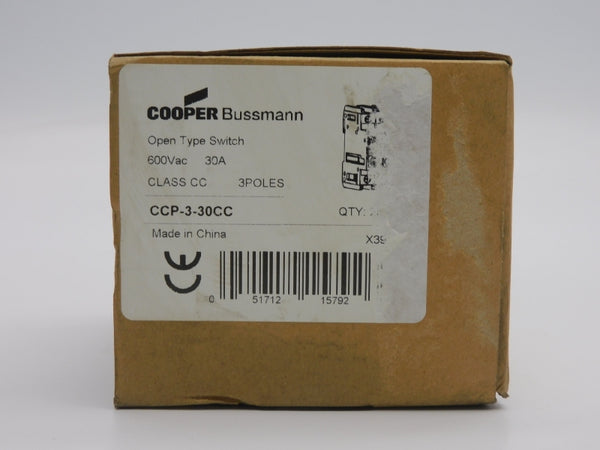 COOPER Bussmann
Open Type Switch
600Vac 30A
CLASS CC 3POLES
CCP-3-30CC QTY:
Made in China X39
CE
0 51712 15792